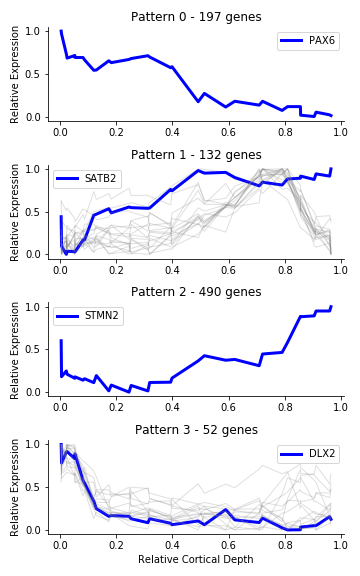 Pattern 0 - 197 genes
PAX6
Relative Expression
1.0
0.5
0.0
0.0 0.2 0.4 0.6 0.8 1.0
Pattern 1 - 132 genes
SATB2
Relative Expression
1.0
0.5
0.0
0.0 0.2 0.4 0.6 0.8 1.0
Pattern 2 - 490 genes
STMN2
Relative Expression
1.0
0.5
0.0
0.0 0.2 0.4 0.6 0.8 1.0
Pattern 3 - 52 genes
DLX2
Relative Expression
1.0
0.5
0.0
0.0 0.2 0.4 0.6 0.8 1.0
Relative Cortical Depth